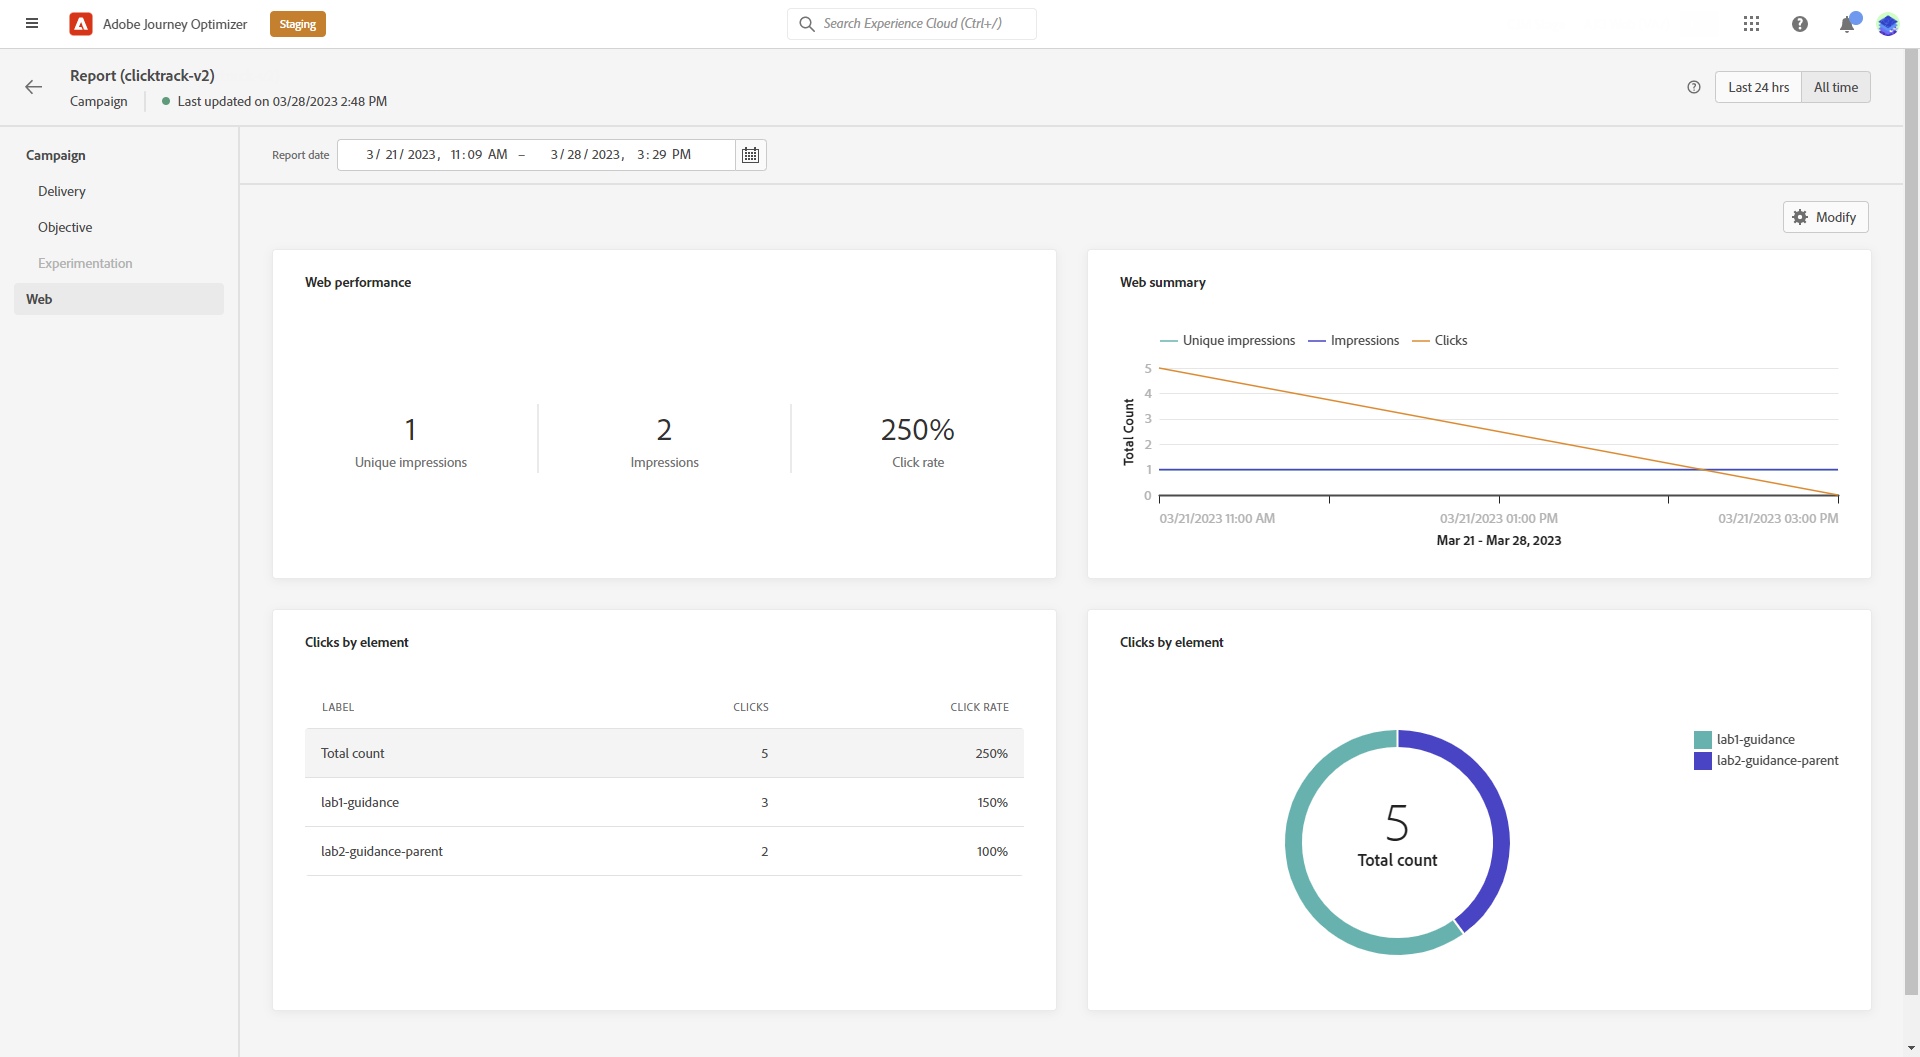 Adobe Journey Optimizer
Staging
Search Experience Cloud (Ctrl+/)
Report (clicktrack-v2)
Campaign
Last updated on 03/28/2023 2:48 PM
Last 24 hrs
All time
Campaign
Delivery
Objective
Experimentation
Web
Report date
3/ 21/ 2023, 11:09 AM – 3/28/2023, 3:29 PM
Modify
Web performance
1
Unique impressions
2
Impressions
250%
Click rate
Web summary
Unique impressions
Impressions
Clicks
Total Count
5
4
3
2
1
0
03/21/2023 11:00 AM
03/21/2023 01:00 PM
03/21/2023 03:00 PM
Mar 21 - Mar 28, 2023
Clicks by element
LABEL CLICKS CLICK RATE
Total count 5 250%
lab1-guidance 3 150%
lab2-guidance-parent 2 100%
Clicks by element
5
Total count
lab1-guidance
lab2-guidance-parent